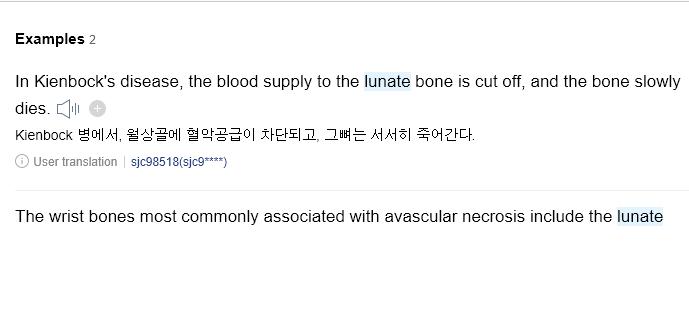 Examples 2
In Kienbock's disease, the blood supply to the lunate bone is cut off, and the bone slowly
dies.
Kienbock 병에서, 월상골에 혈악공급이 차단되고, 그뼈는 서서히 죽어간다.
User translation | sjc98518(sjc9****)
The wrist bones most commonly associated with avascular necrosis include the lunate